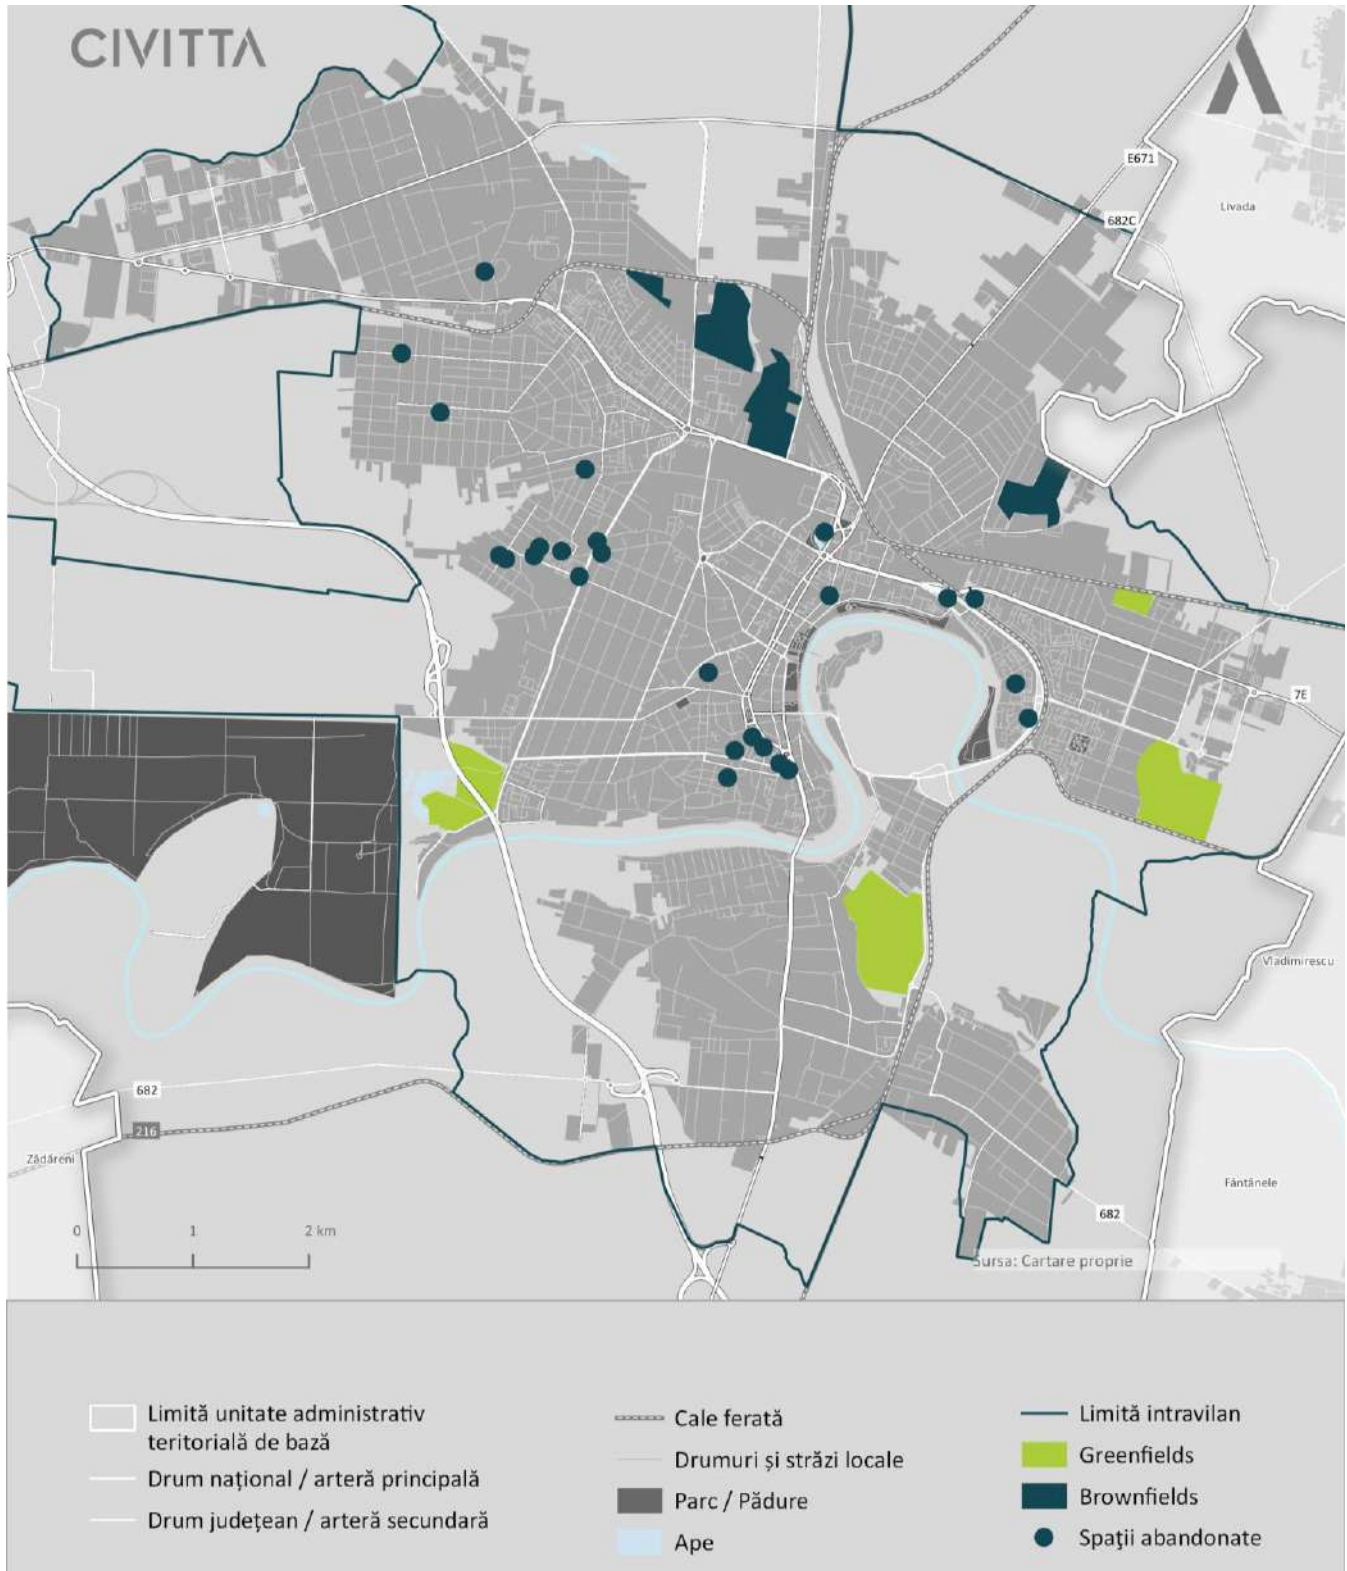 CIVITTA
E671
Livada
682C
7E
Vladimirescu
682
216
Zădăreni
Fântânele
682
0 1 2 km
Sursa: Cartare proprie
Limită unitate administrativ
teritorială de bază
Drum național / arteră principală
Drum județean / arteră secundară
Cale ferată
Drumuri și străzi locale
Parc / Pădure
Ape
Limită intravilan
Greenfields
Brownfields
Spaţii abandonate